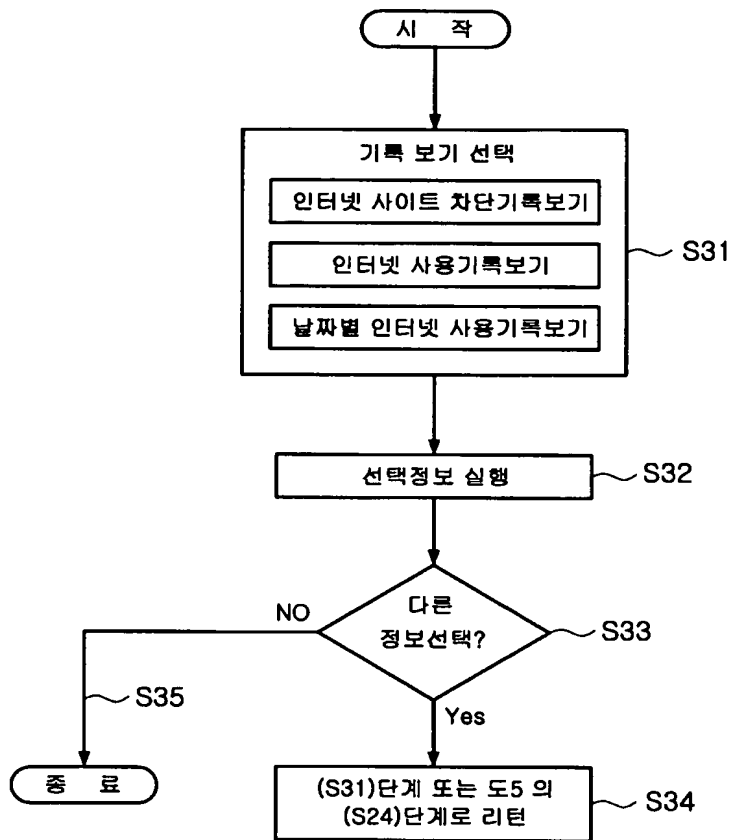 시 작
기록 보기 선택
인터넷 사이트 차단기록보기
인터넷 사용기록보기
날짜별 인터넷 사용기록보기
S31
선택정보 실행
S32
다른
정보선택?
S33
NO
S35
Yes
종 료
(S31)단계 또는 도5 의
(S24)단계로 리턴
S34